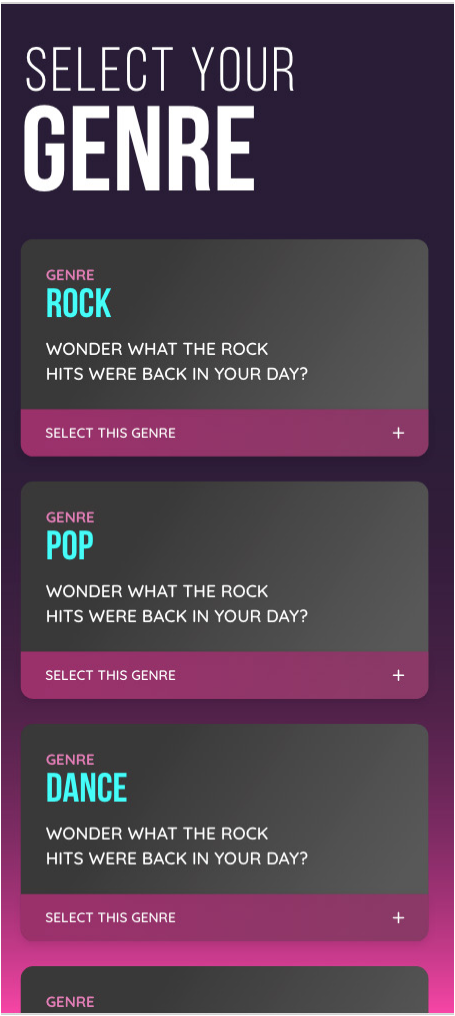 SELECT YOUR
GENRE
GENRE
ROCK
WONDER WHAT THE ROCK
HITS WERE BACK IN YOUR DAY?
SELECT THIS GENRE +
GENRE
POP
WONDER WHAT THE ROCK
HITS WERE BACK IN YOUR DAY?
SELECT THIS GENRE +
GENRE
DANCE
WONDER WHAT THE ROCK
HITS WERE BACK IN YOUR DAY?
SELECT THIS GENRE +
GENRE